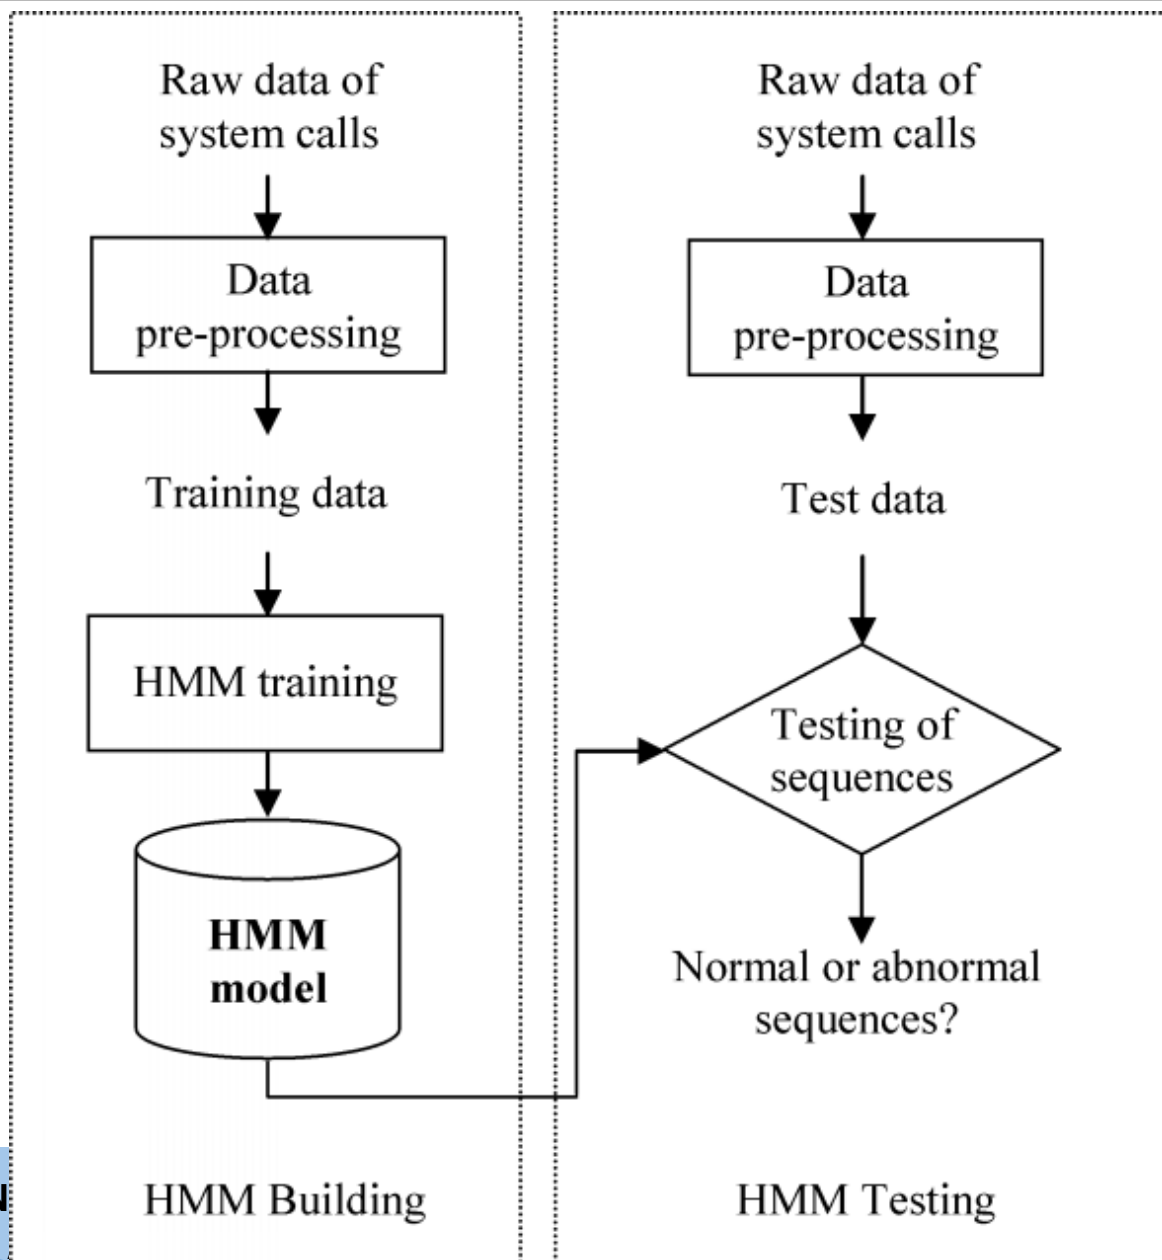 Raw data of
system calls
Data
pre-processing
Training data
HMM training
HMM
model
HMM Building
Raw data of
system calls
Data
pre-processing
Test data
Testing of
sequences
Normal or abnormal
sequences?
HMM Testing